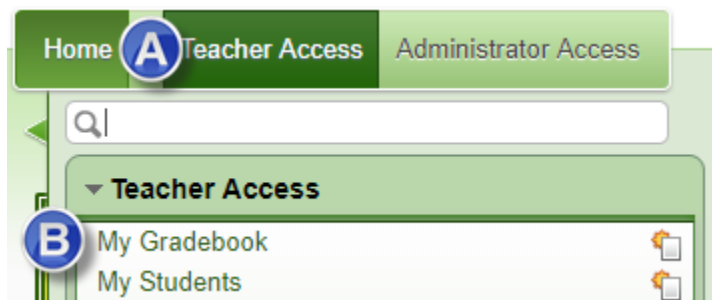 Home A Teacher Access Administrator Access
Teacher Access
B My Gradebook
My Students